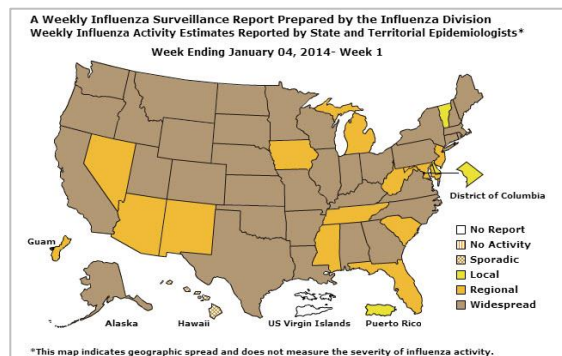 A Weekly Influenza Surveillance Report Prepared by the Influenza Division
Weekly Influenza Activity Estimates Reported by State and Territorial Epidemiologists*
Week Ending January 04, 2014- Week 1
District of Columbia
No Report
No Activity
Sporadic
Local
Regional
Widespread
Guam
Alaska
Hawaii
US Virgin Islands
Puerto Rico
*This map indicates geographic spread and does not measure the severity of influenza activity.